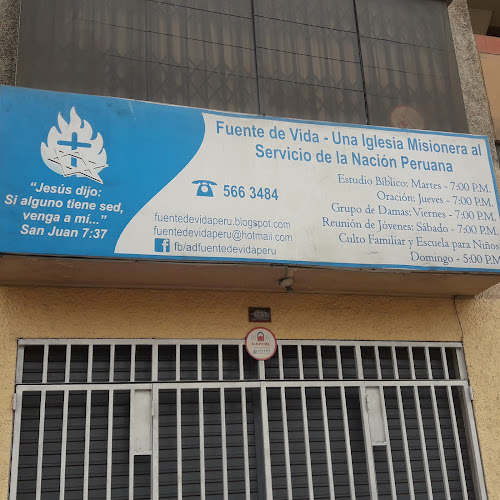 Fuente de Vida - Una Iglesia Misionera al
Servicio de la Nación Peruana
"Jesús dijo:
Si alguno tiene sed,
venga a mí..."
San Juan 7:37
566 3484
fuentedevidaperu.blogspot.com
fuentedevidaperu@hotmail.com
f fb/adfuentedevidaperu
Estudio Bíblico: Martes - 7:00 P.M.
Oración: Jueves - 7:00 P.M.
Grupo de Damas: Viernes - 7:00 P.M.
Reunión de Jóvenes: Sábado - 7:00 P.M.
Culto Familiar y Escuela para Niños
Domingo - 5:00 P.M.